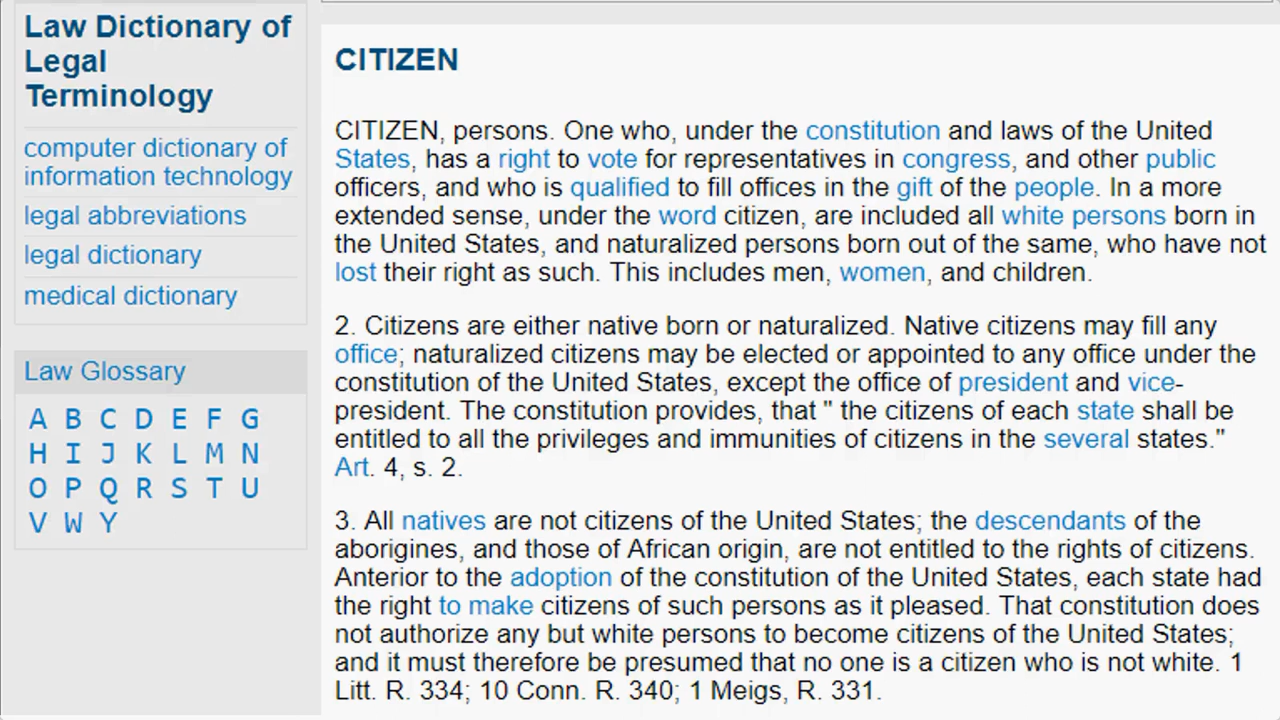 Law Dictionary of
Legal
Terminology
computer dictionary of
information technology
legal abbreviations
legal dictionary
medical dictionary
Law Glossary
A B C D E F G
H I J K L M N
O P Q R S T U
V W Y
CITIZEN
CITIZEN, persons. One who, under the constitution and laws of the United
States, has a right to vote for representatives in congress, and other public
officers, and who is qualified to fill offices in the gift of the people. In a more
extended sense, under the word citizen, are included all white persons born in
the United States, and naturalized persons born out of the same, who have not
lost their right as such. This includes men, women, and children.
2. Citizens are either native born or naturalized. Native citizens may fill any
office; naturalized citizens may be elected or appointed to any office under the
constitution of the United States, except the office of president and vice-
president. The constitution provides, that " the citizens of each state shall be
entitled to all the privileges and immunities of citizens in the several states."
Art. 4, s. 2.
3. All natives are not citizens of the United States; the descendants of the
aborigines, and those of African origin, are not entitled to the rights of citizens.
Anterior to the adoption of the constitution of the United States, each state had
the right to make citizens of such persons as it pleased. That constitution does
not authorize any but white persons to become citizens of the United States;
and it must therefore be presumed that no one is a citizen who is not white. 1
Litt. R. 334; 10 Conn. R. 340; 1 Meigs, R. 331.